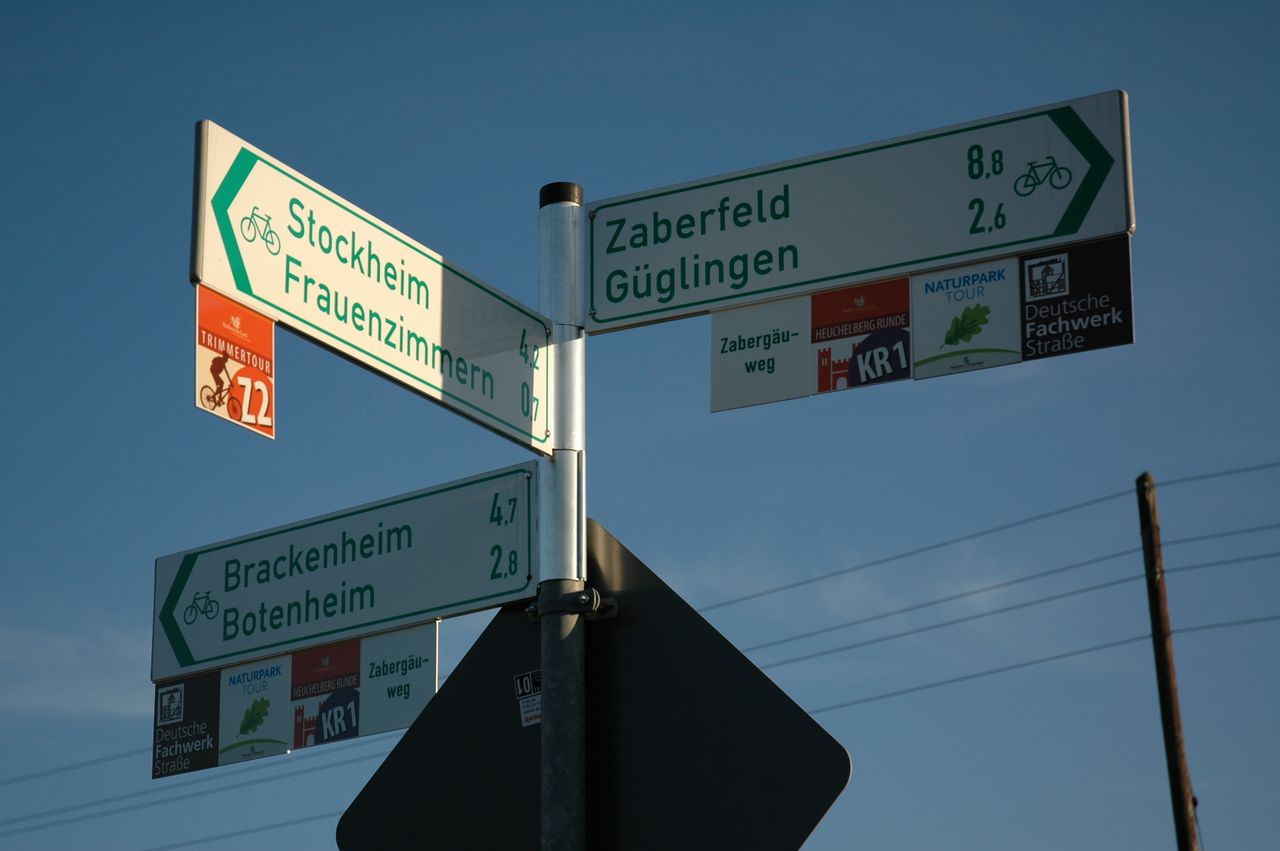 Stockheim 4,2
Frauenzimmern 0,7
TRIMMERTOUR
Z2
Zaberfeld 8,8
Güglingen 2,6
Zabergäu-
weg
HEUCHELBERG RUNDE
KR1
NATURPARK
TOUR
Deutsche
Fachwerk
Straße
Brackenheim 4,7
Botenheim 2,8
Deutsche
Fachwerk
Straße
NATURPARK
TOUR
HEUCHELBERG RUNDE
KR1
Zabergäu-
weg